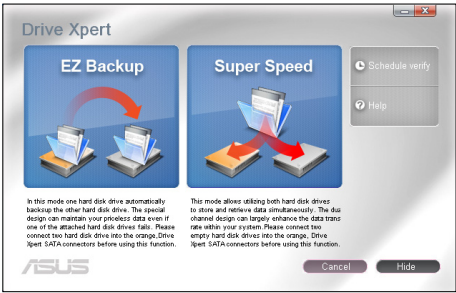 Drive Xpert
EZ Backup
Super Speed
Schedule verify
Help
In this mode one hard disk drive automatically
backup the other hard disk drive. The special
design can maintain your priceless data even if
one of the attached hard disk drives fails. Please
connect two hard disk drive into the orange, Drive
Xpert SATA connectors before using this function.
This mode allows utilizing both hard disk drives
to store and retrieve data simultaneously. The dua
channel design can largely enhance the data trans
rate within your system. Please connect two
empty hard disk drives into the orange, Drive
Xpert SATA connectors before using this function.
ASUS
Cancel
Hide